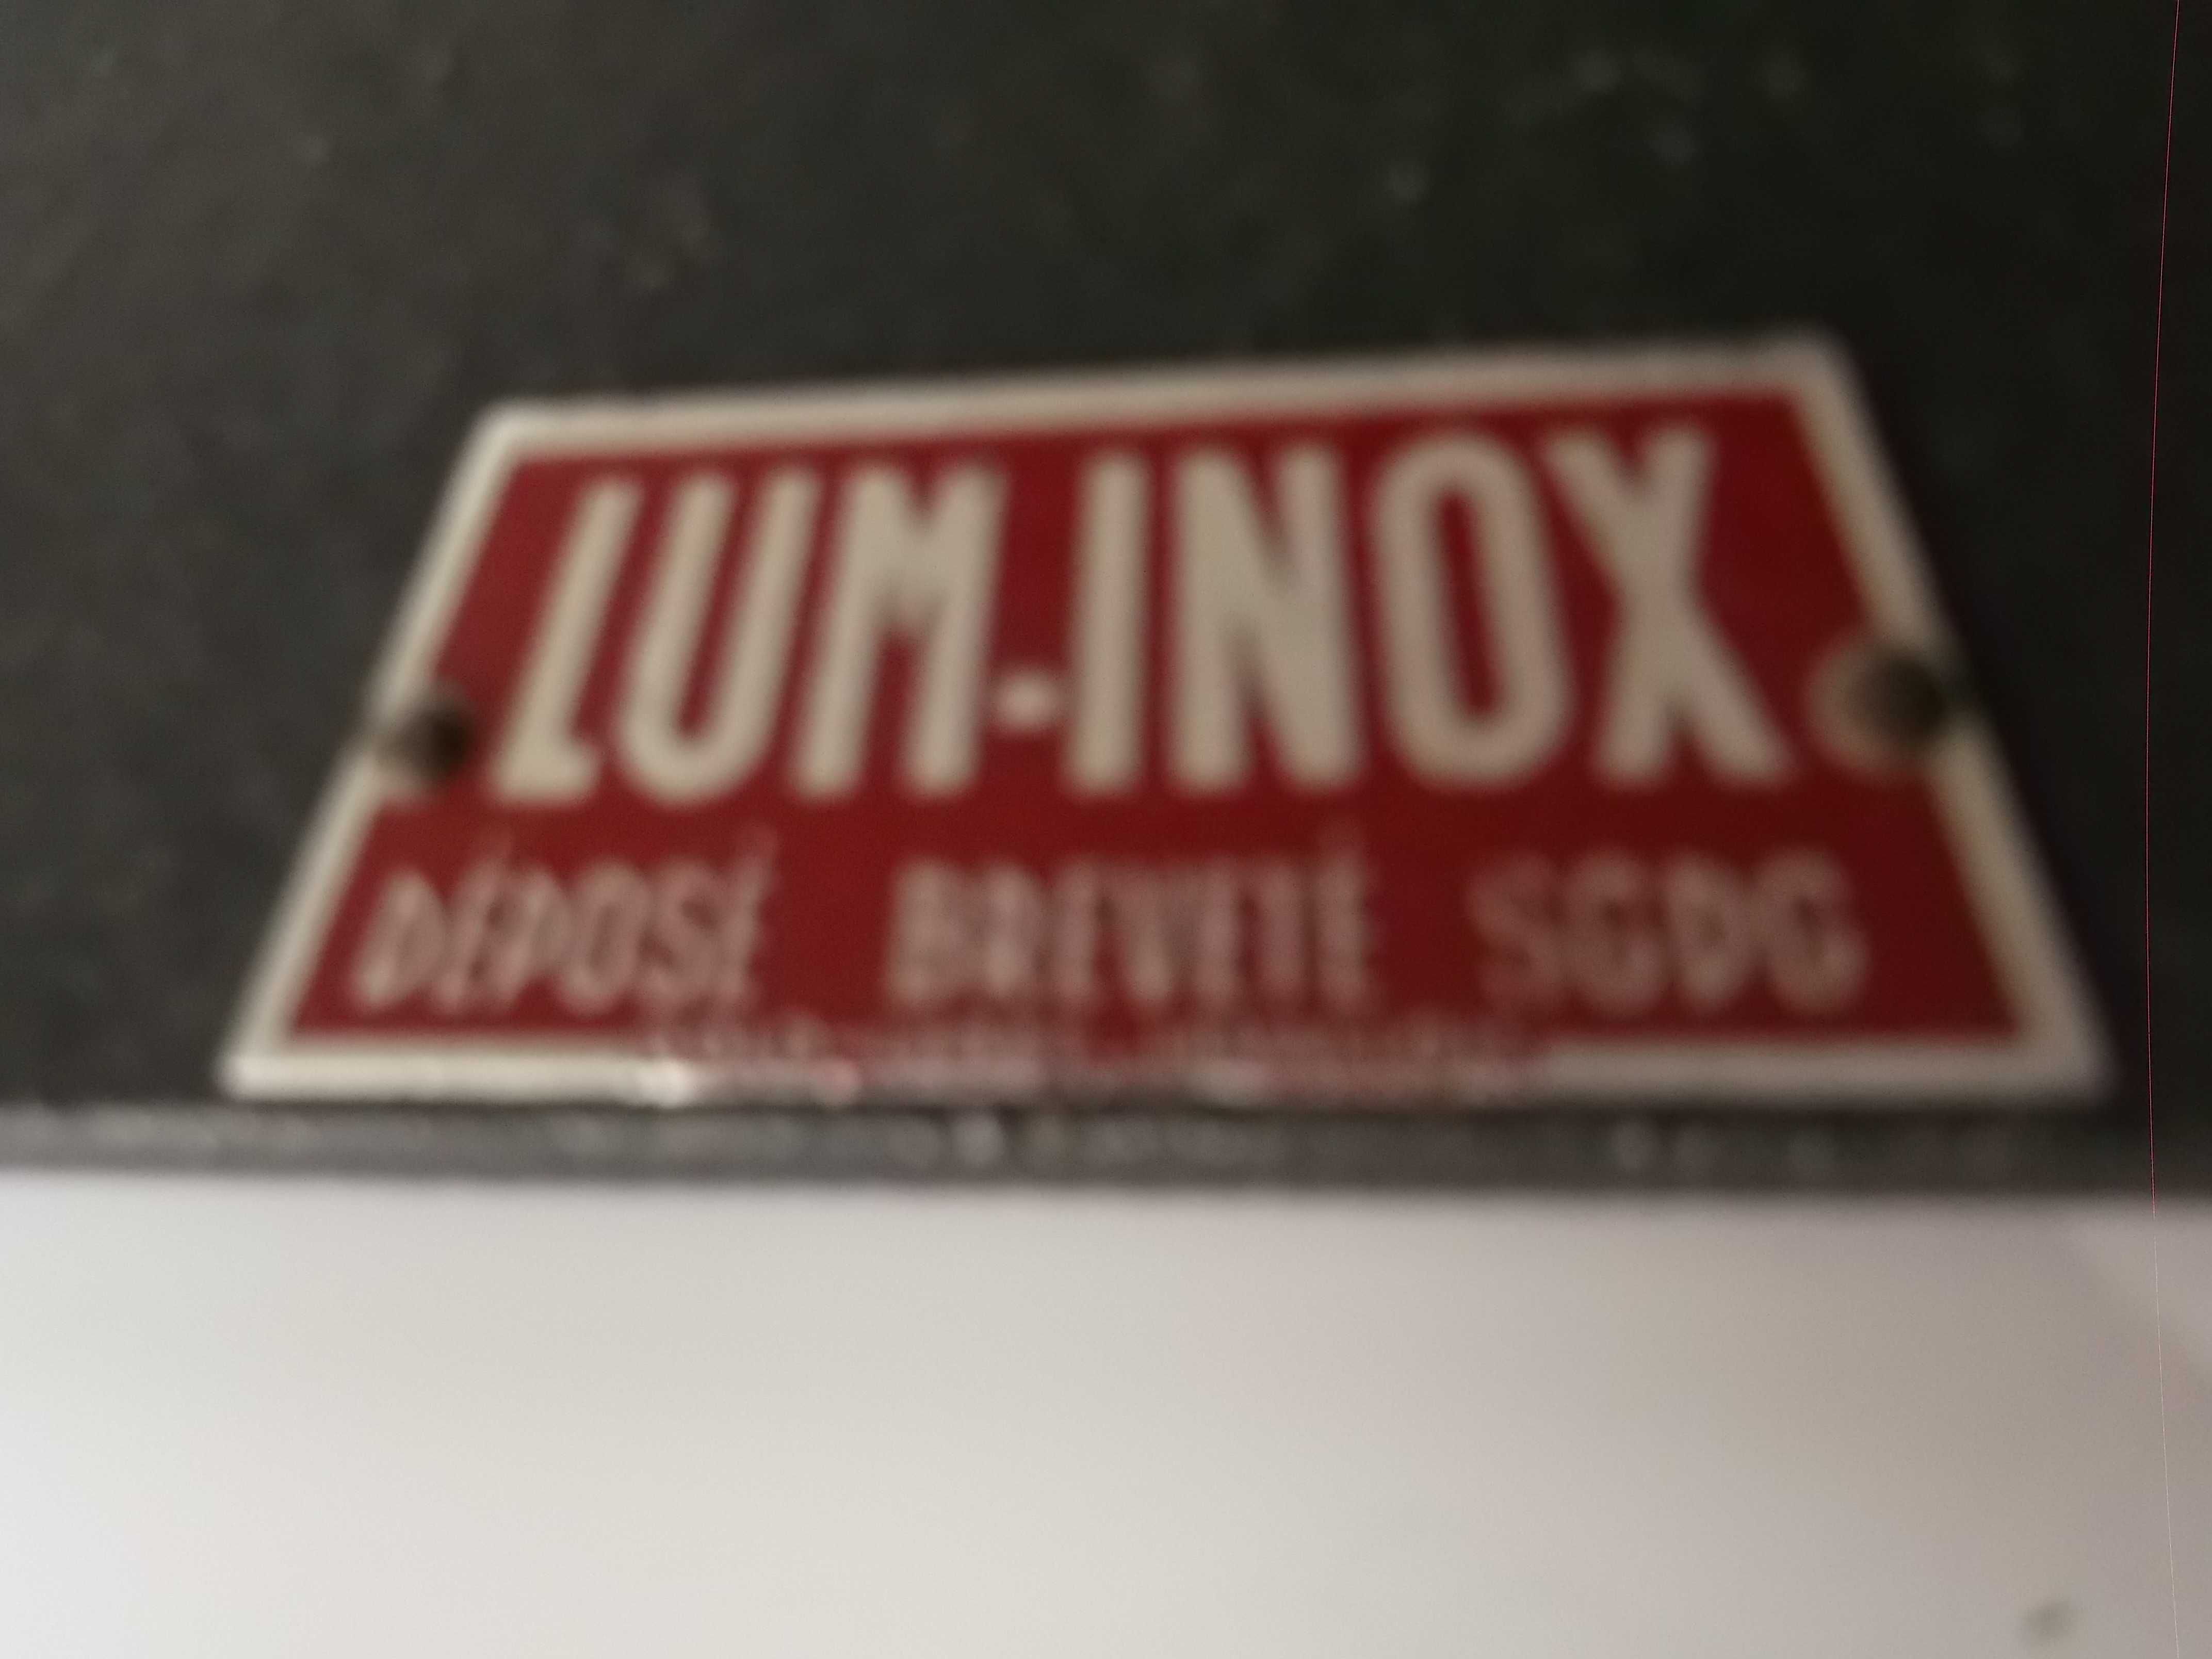 LUM.INOX
DÉPOSÉ BREVETÉ SGDG